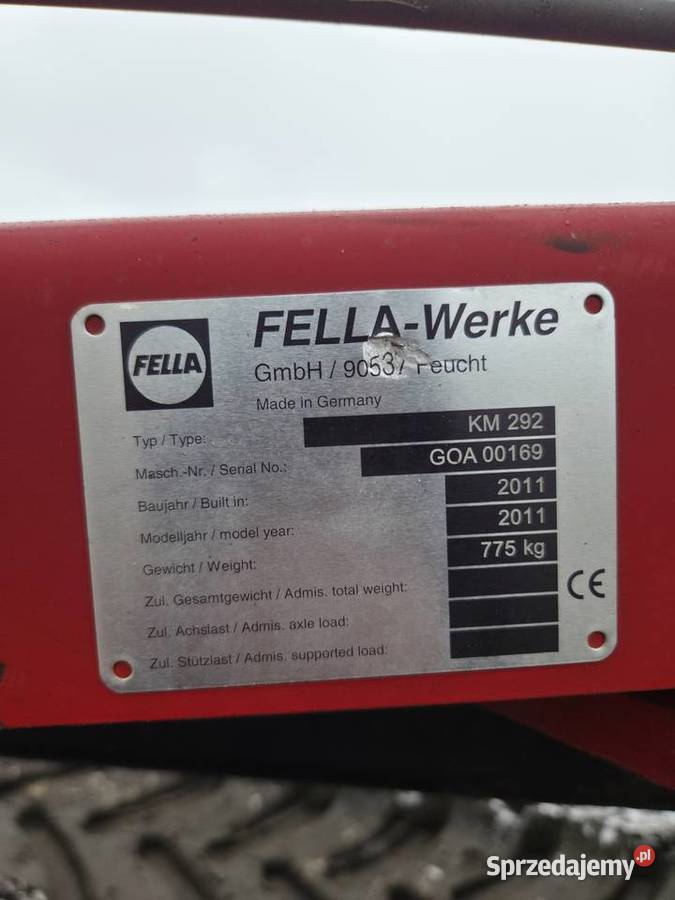 FELLA
FELLA-Werke
GmbH / 90537 Feucht
Made in Germany
Typ / Type: KM 292
Masch.-Nr. / Serial No.: GOA 00169
Baujahr / Built in: 2011
Modelljahr / model year: 2011
Gewicht / Weight: 775 kg
Zul. Gesamtgewicht / Admis. total weight:
Zul. Achslast / Admis. axle load:
Zul. Stützlast / Admis. supported load:
CE
Sprzedajemy.pl